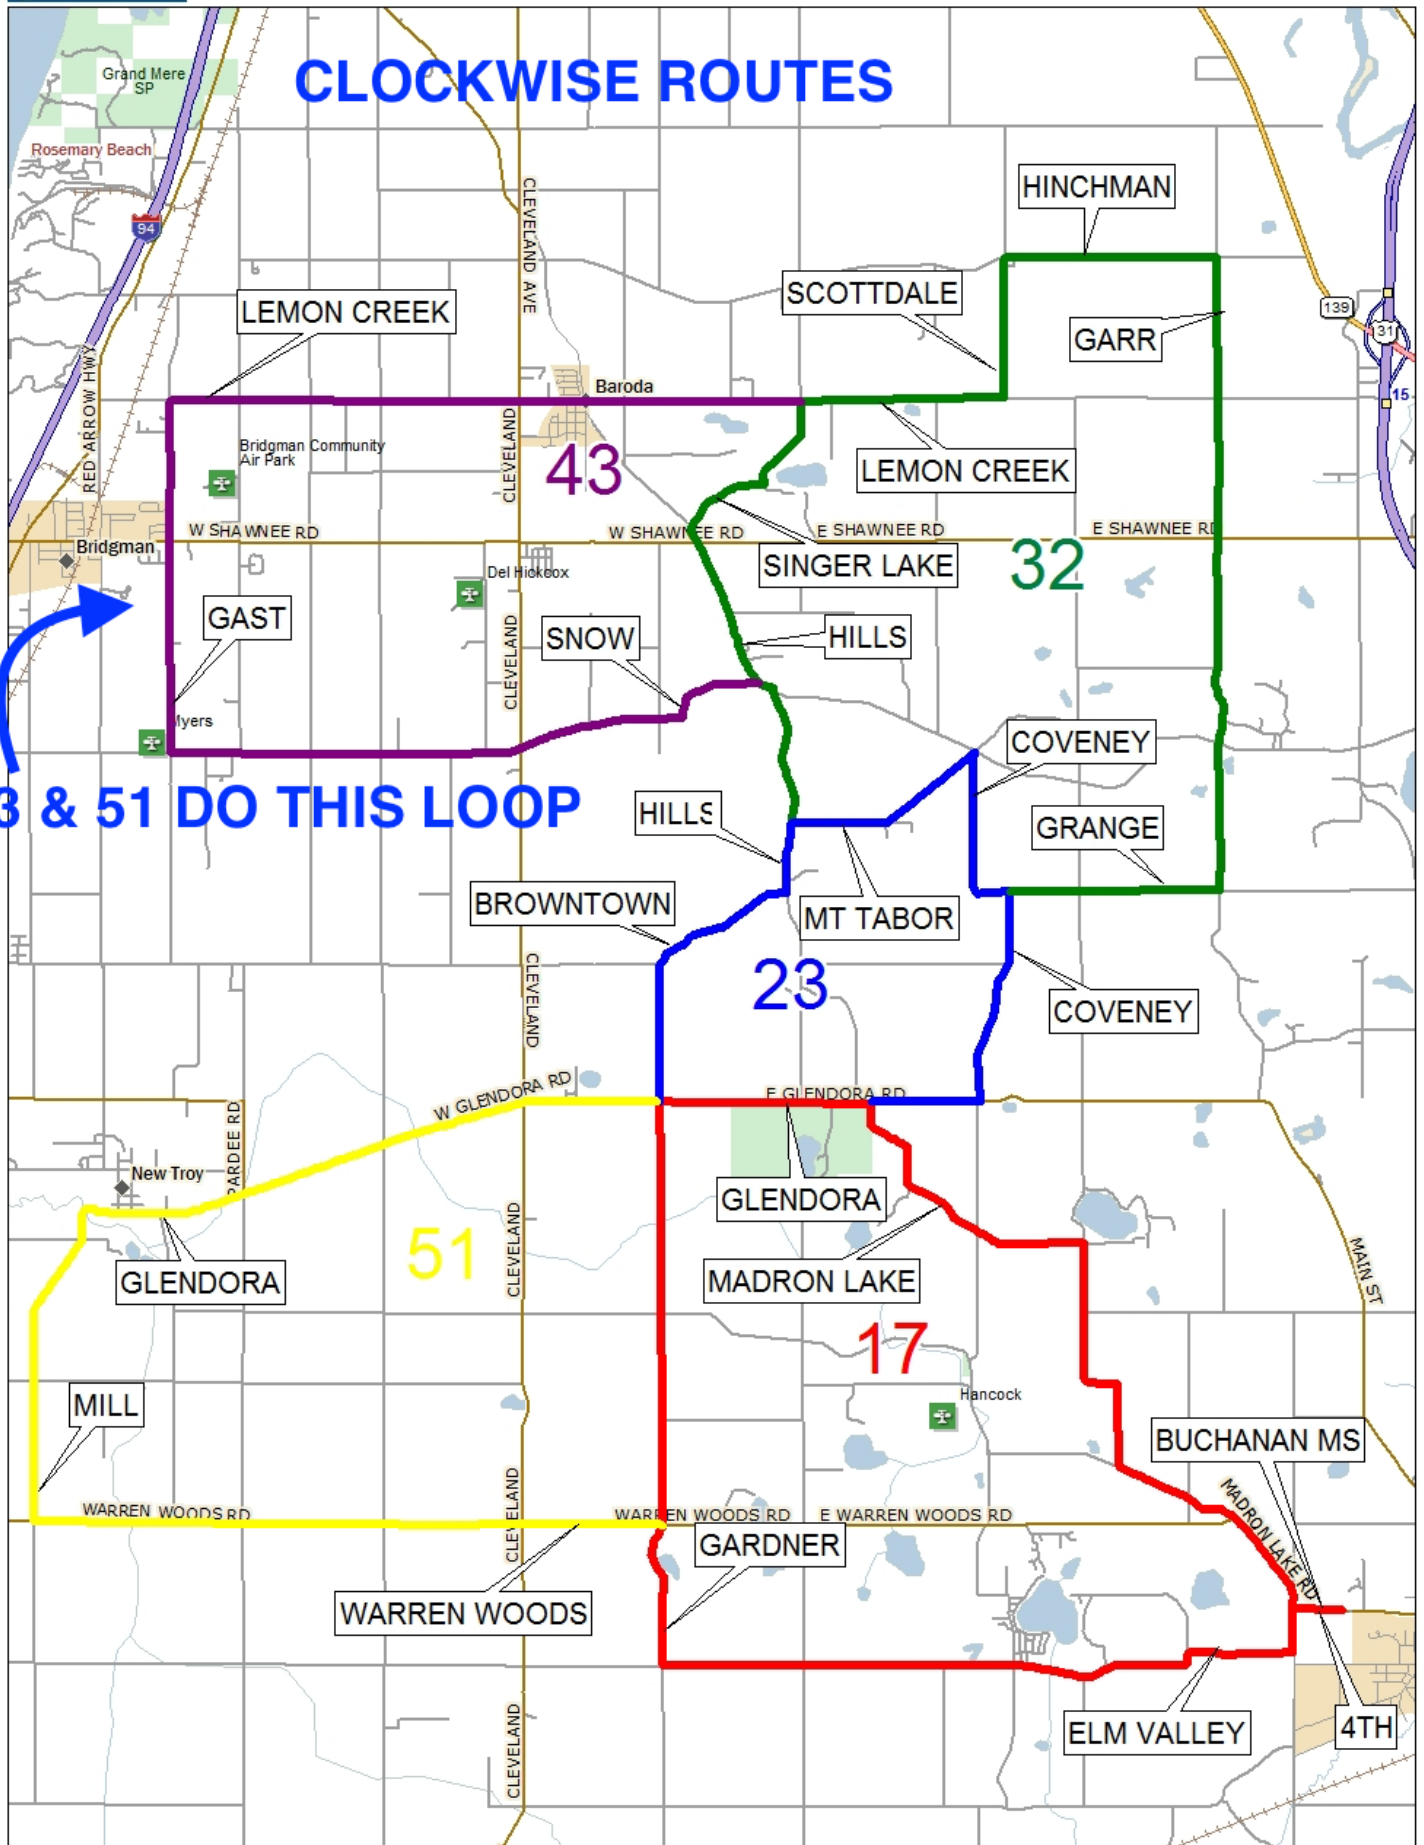 CLOCKWISE ROUTES
Grand Mere
SP
Rosemary Beach
94
CLEVELAND AVE
HINCHMAN
SCOTTDALE
LEMON CREEK
GARR
139
31
15
RED ARROW HWY
Baroda
Bridgman Community
Air Park
CLEVELAND
43
LEMON CREEK
W SHAWNEE RD
W SHAWNEE RD
E SHAWNEE RD
E SHAWNEE RD
Bridgman
SINGER LAKE
32
Del Hickcox
GAST
SNOW
HILLS
CLEVELAND
Myers
COVENEY
3 & 51 DO THIS LOOP
HILLS
GRANGE
BROWNTOWN
MT TABOR
23
CLEVELAND
COVENEY
W GLENDORA RD
E GLENDORA RD
PARDEE RD
New Troy
GLENDORA
51
CLEVELAND
GLENDORA
MADRON LAKE
MAIN ST
17
MILL
Hancock
BUCHANAN MS
WARREN WOODS RD
CLEVELAND
WARREN WOODS RD
E WARREN WOODS RD
MADRON LAKE RD
GARDNER
WARREN WOODS
ELM VALLEY
4TH
CLEVELAND